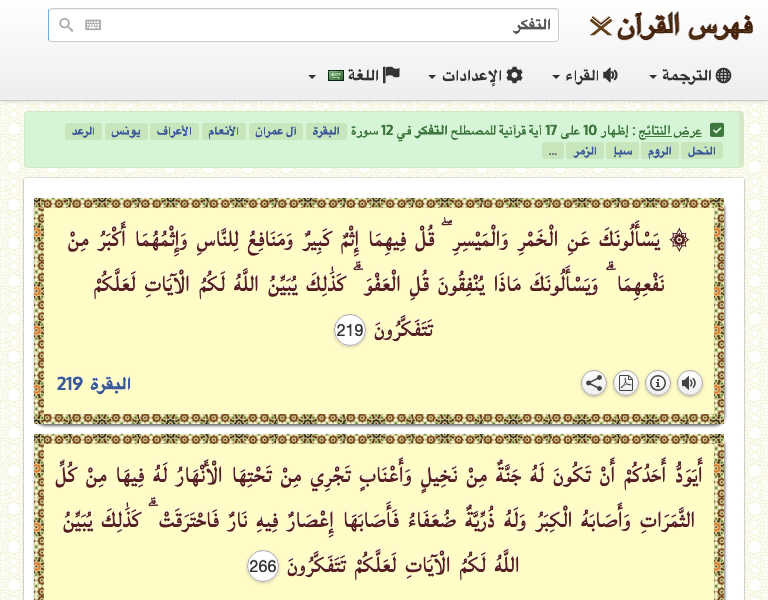 فهرس القرآن
التفكر
الترجمة القراء الإعدادات اللغة
عرض النتائج : إظهار 10 على 17 آية قرآنية للمصطلح التفكر في 12 سورة البقرة آل عمران الأنعام الأعراف يونس الرعد
النحل الروم سبإ الزمر ...
۞ يَسْأَلُونَكَ عَنِ الْخَمْرِ وَالْمَيْسِرِ ۖ قُلْ فِيهِمَا إِثْمٌ كَبِيرٌ وَمَنَافِعُ لِلنَّاسِ وَإِثْمُهُمَا أَكْبَرُ مِنْ
نَفْعِهِمَا ۗ وَيَسْأَلُونَكَ مَاذَا يُنْفِقُونَ قُلِ الْعَفْوَ ۗ كَذَٰلِكَ يُبَيِّنُ اللَّهُ لَكُمُ الْآيَاتِ لَعَلَّكُمْ
تَتَفَكَّرُونَ 219
البقرة 219
أَيَوَدُّ أَحَدُكُمْ أَنْ تَكُونَ لَهُ جَنَّةٌ مِنْ نَخِيلٍ وَأَعْنَابٍ تَجْرِي مِنْ تَحْتِهَا الْأَنْهَارُ لَهُ فِيهَا مِنْ كُلِّ
الثَّمَرَاتِ وَأَصَابَهُ الْكِبَرُ وَلَهُ ذُرِّيَّةٌ ضُعَفَاءُ فَأَصَابَهَا إِعْصَارٌ فِيهِ نَارٌ فَاحْتَرَقَتْ ۗ كَذَٰلِكَ يُبَيِّنُ
اللَّهُ لَكُمُ الْآيَاتِ لَعَلَّكُمْ تَتَفَكَّرُونَ 266